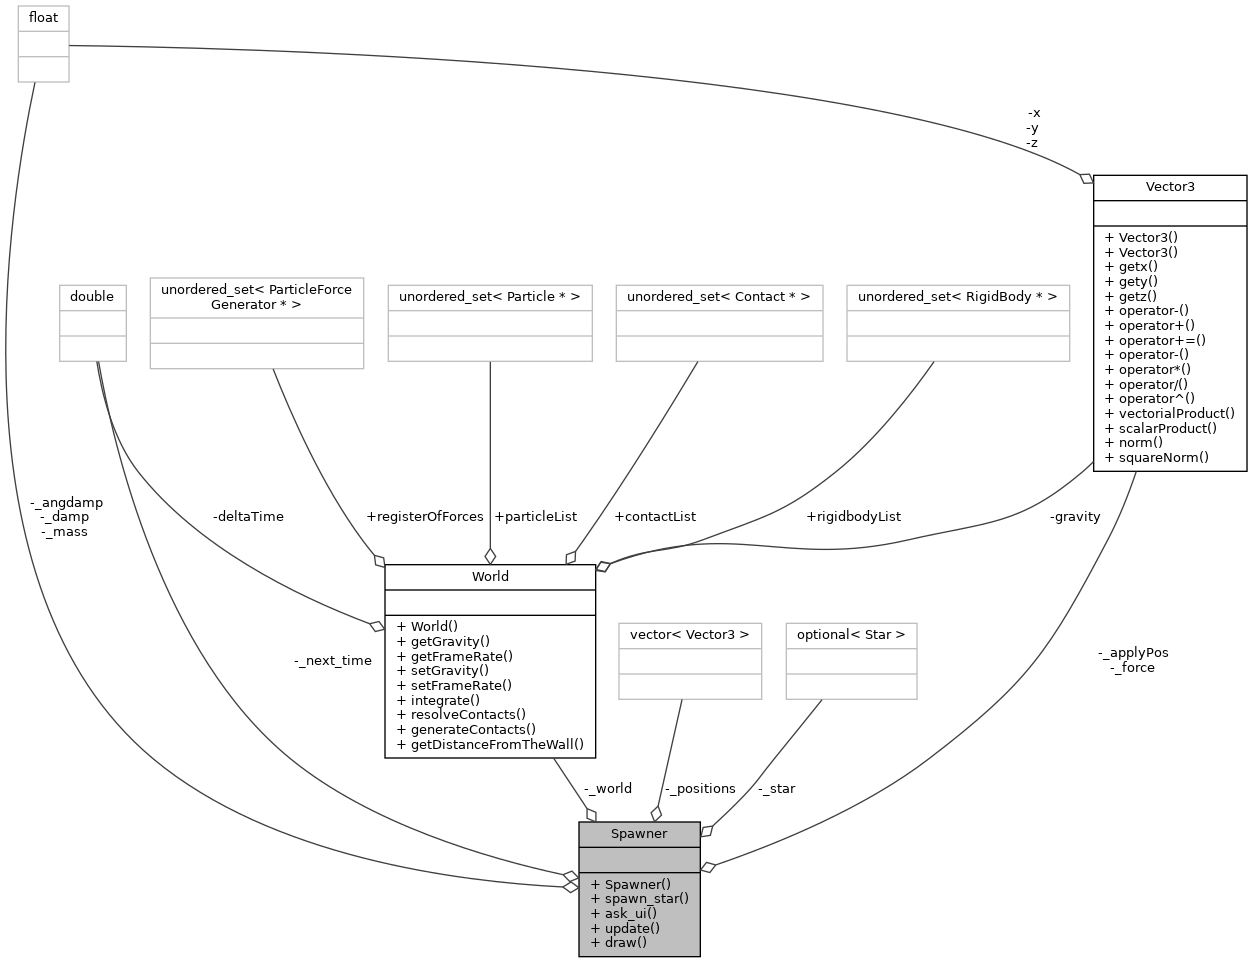 float
-x
-y
-z
Vector3
+ Vector3()
+ Vector3()
+ getx()
+ gety()
+ getz()
+ operator-()
+ operator+()
+ operator+=()
+ operator-()
+ operator*()
+ operator/()
+ operator^()
+ vectorialProduct()
+ scalarProduct()
+ norm()
+ squareNorm()
double
unordered_set< ParticleForce
Generator * >
unordered_set< Particle * >
unordered_set< Contact * >
unordered_set< RigidBody * >
-_angdamp
-_damp
-_mass
-deltaTime
+registerOfForces
+particleList
+contactList
+rigidbodyList
-gravity
World
+ World()
+ getGravity()
+ getFrameRate()
+ setGravity()
+ setFrameRate()
+ integrate()
+ resolveContacts()
+ generateContacts()
+ getDistanceFromTheWall()
-_next_time
vector< Vector3 >
optional< Star >
-_applyPos
-_force
-_world
-_positions
-_star
Spawner
+ Spawner()
+ spawn_star()
+ ask_ui()
+ update()
+ draw()